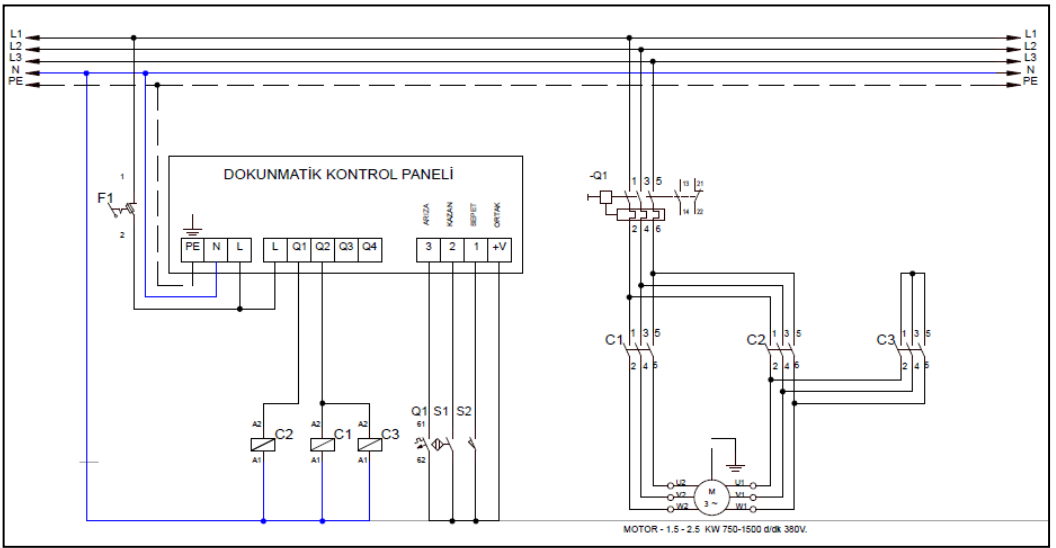 L1 L1
L2 L2
L3 L3
N N
PE PE
DOKUNMATİK KONTROL PANELİ
F1
1
2
ARIZA KAZAN SEPET ORTAK
PE N L L Q1 Q2 Q3 Q4 3 2 1 +V
-Q1
1 3 5 13 21
2 4 6 14 22
C1 1 3 5 C2 1 3 5 C3 1 3 5
2 4 6 2 4 6 2 4 6
Q1 S1 S2
61
62
A2 C2 A2 C1 A2 C3
A1 A1 A1
U2 U1
V2 M V1
W2 3 ~ W1
MOTOR - 1.5 - 2.5 KW 750-1500 d/dk 380V.